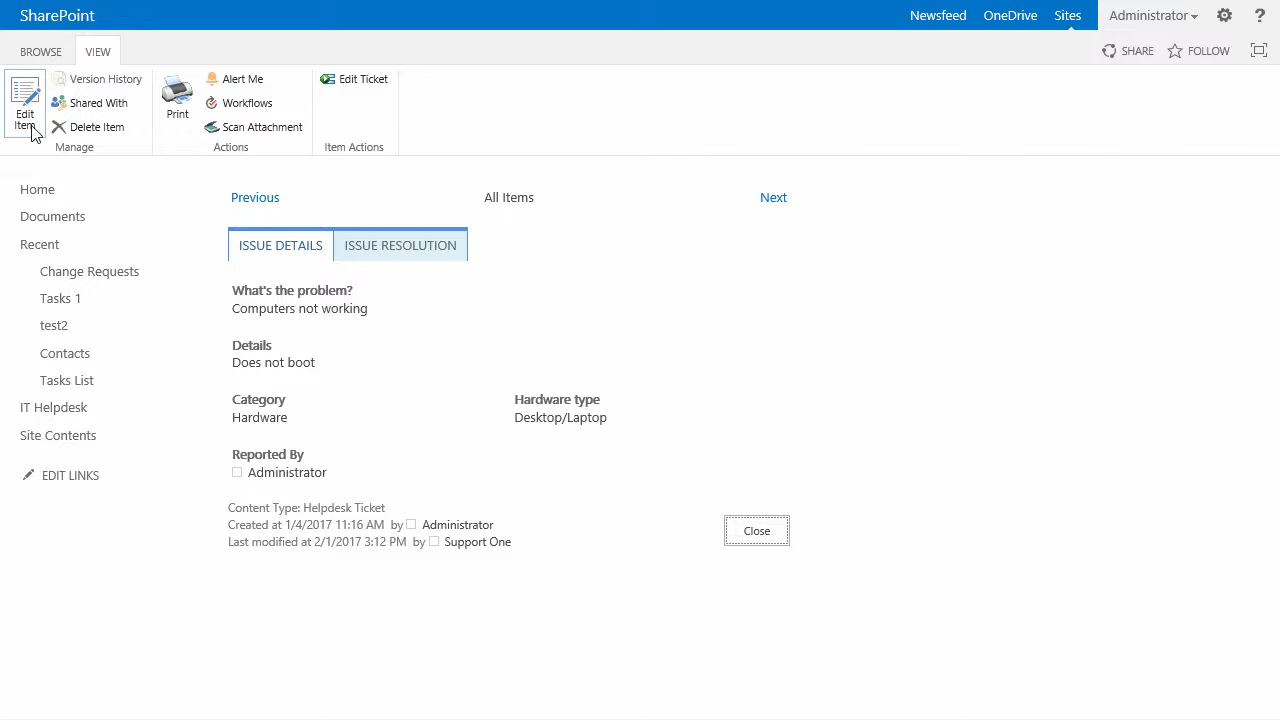 SharePoint
Newsfeed OneDrive Sites Administrator ?
BROWSE VIEW
SHARE FOLLOW
Edit Item
Version History
Shared With
Delete Item
Manage
Print
Alert Me
Workflows
Scan Attachment
Actions
Edit Ticket
Item Actions
Home
Documents
Recent
Change Requests
Tasks 1
test2
Contacts
Tasks List
IT Helpdesk
Site Contents
EDIT LINKS
Previous All Items Next
ISSUE DETAILS ISSUE RESOLUTION
What's the problem?
Computers not working
Details
Does not boot
Category Hardware type
Hardware Desktop/Laptop
Reported By
Administrator
Content Type: Helpdesk Ticket
Created at 1/4/2017 11:16 AM by Administrator
Last modified at 2/1/2017 3:12 PM by Support One
Close